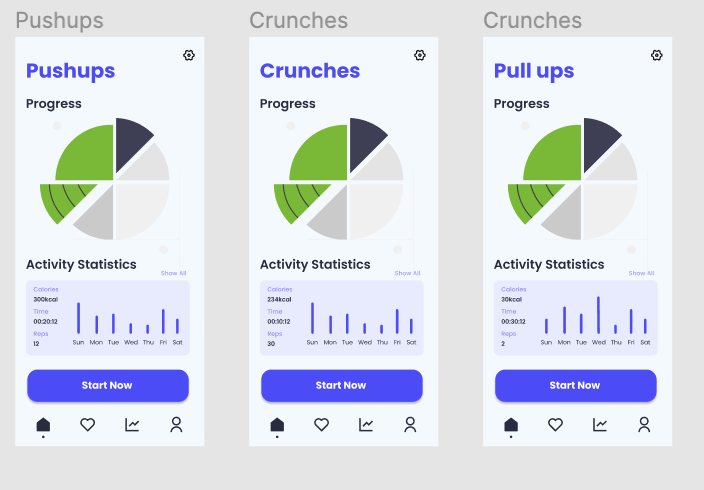 Pushups
Pushups
Progress
Activity Statistics
Show All
Calories
300kcal
Time
00:20:12
Reps
12
Sun Mon Tue Wed Thu Fri Sat
Start Now
Crunches
Crunches
Progress
Activity Statistics
Show All
Calories
234kcal
Time
00:10:12
Reps
30
Sun Mon Tue Wed Thu Fri Sat
Start Now
Crunches
Pull ups
Progress
Activity Statistics
Show All
Calories
30kcal
Time
00:30:12
Reps
2
Sun Mon Tue Wed Thu Fri Sat
Start Now